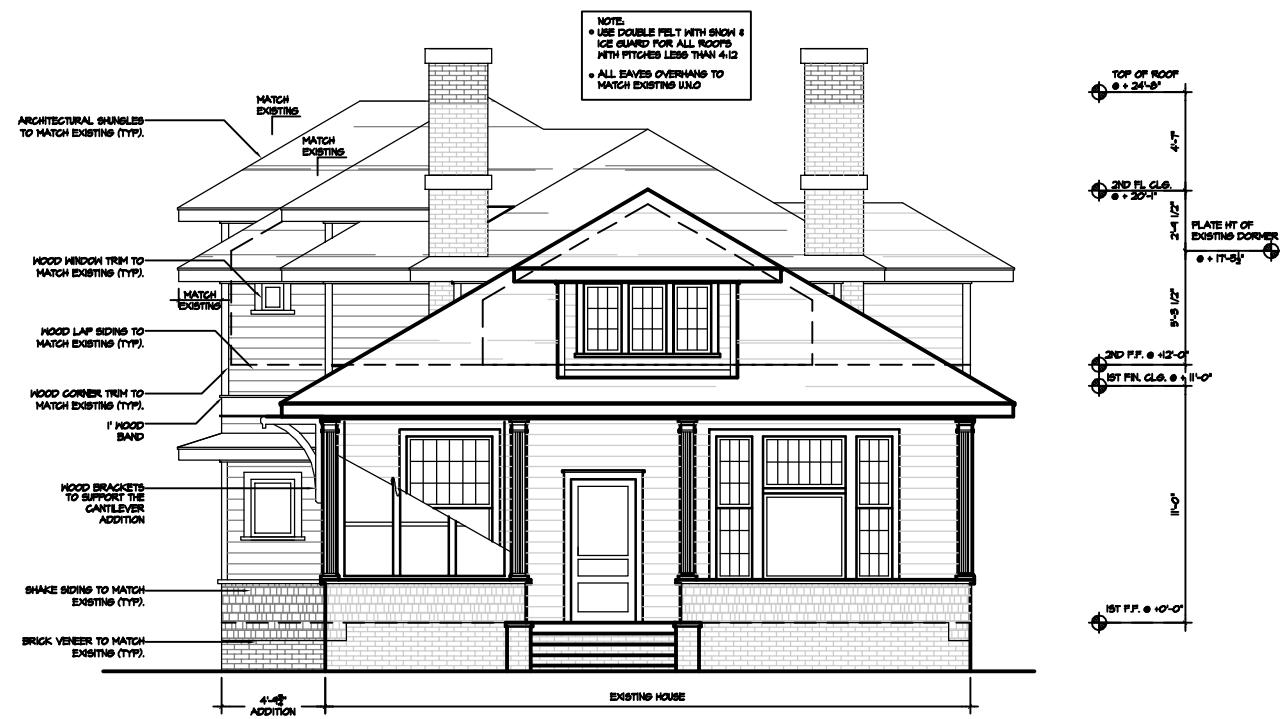 NOTE:
• USE DOUBLE FELT WITH SNOW &
ICE GUARD FOR ALL ROOFS
WITH PITCHES LESS THAN 4:12
• ALL EAVES OVERHANG TO
MATCH EXISTING U.N.O
TOP OF ROOF
@ + 24'-8"
MATCH
EXISTING
ARCHITECTURAL SHINGLES
TO MATCH EXISTING (TYP).
MATCH
EXISTING
4'-7"
2ND FL CLG.
@ + 20'-1"
2'-4 1/2"
PLATE HT OF
EXISTING DORMER
@ + 17'-8½"
WOOD WINDOW TRIM TO
MATCH EXISTING (TYP).
MATCH
EXISTING
5'-8 1/2"
WOOD LAP SIDING TO
MATCH EXISTING (TYP).
2ND F.F. @ +12'-0"
1ST FIN. CLG. @ + 11'-0"
WOOD CORNER TRIM TO
MATCH EXISTING (TYP).
1' WOOD
BAND
WOOD BRACKETS
TO SUPPORT THE
CANTILEVER
ADDITION
11'-0"
SHAKE SIDING TO MATCH
EXISTING (TYP).
1ST F.F. @ +0'-0"
BRICK VENEER TO MATCH
EXISITNG (TYP).
ADDITION
EXISTING HOUSE